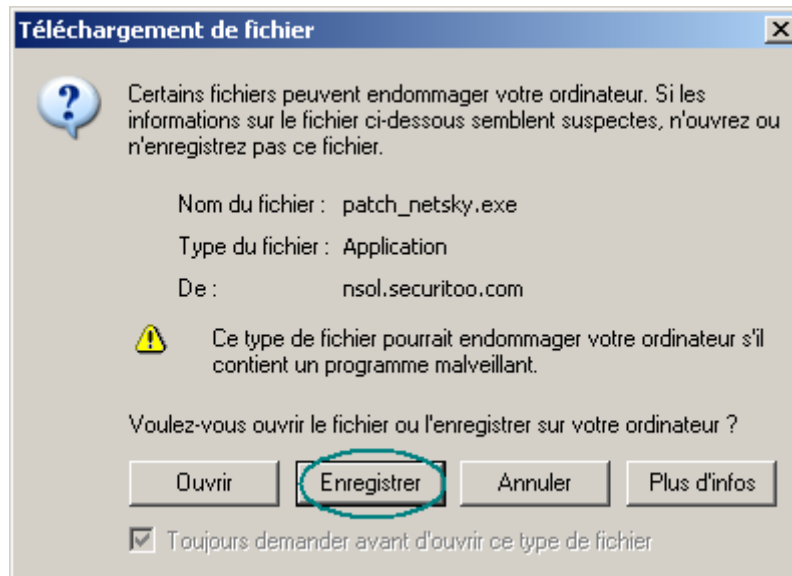 Téléchargement de fichier
Certains fichiers peuvent endommager votre ordinateur. Si les
informations sur le fichier ci-dessous semblent suspectes, n'ouvrez ou
n'enregistrez pas ce fichier.
Nom du fichier : patch_netsky.exe
Type du fichier : Application
De : nsol.securitoo.com
Ce type de fichier pourrait endommager votre ordinateur s'il
contient un programme malveillant.
Voulez-vous ouvrir le fichier ou l'enregistrer sur votre ordinateur ?
Ouvrir Enregistrer Annuler Plus d'infos
Toujours demander avant d'ouvrir ce type de fichier